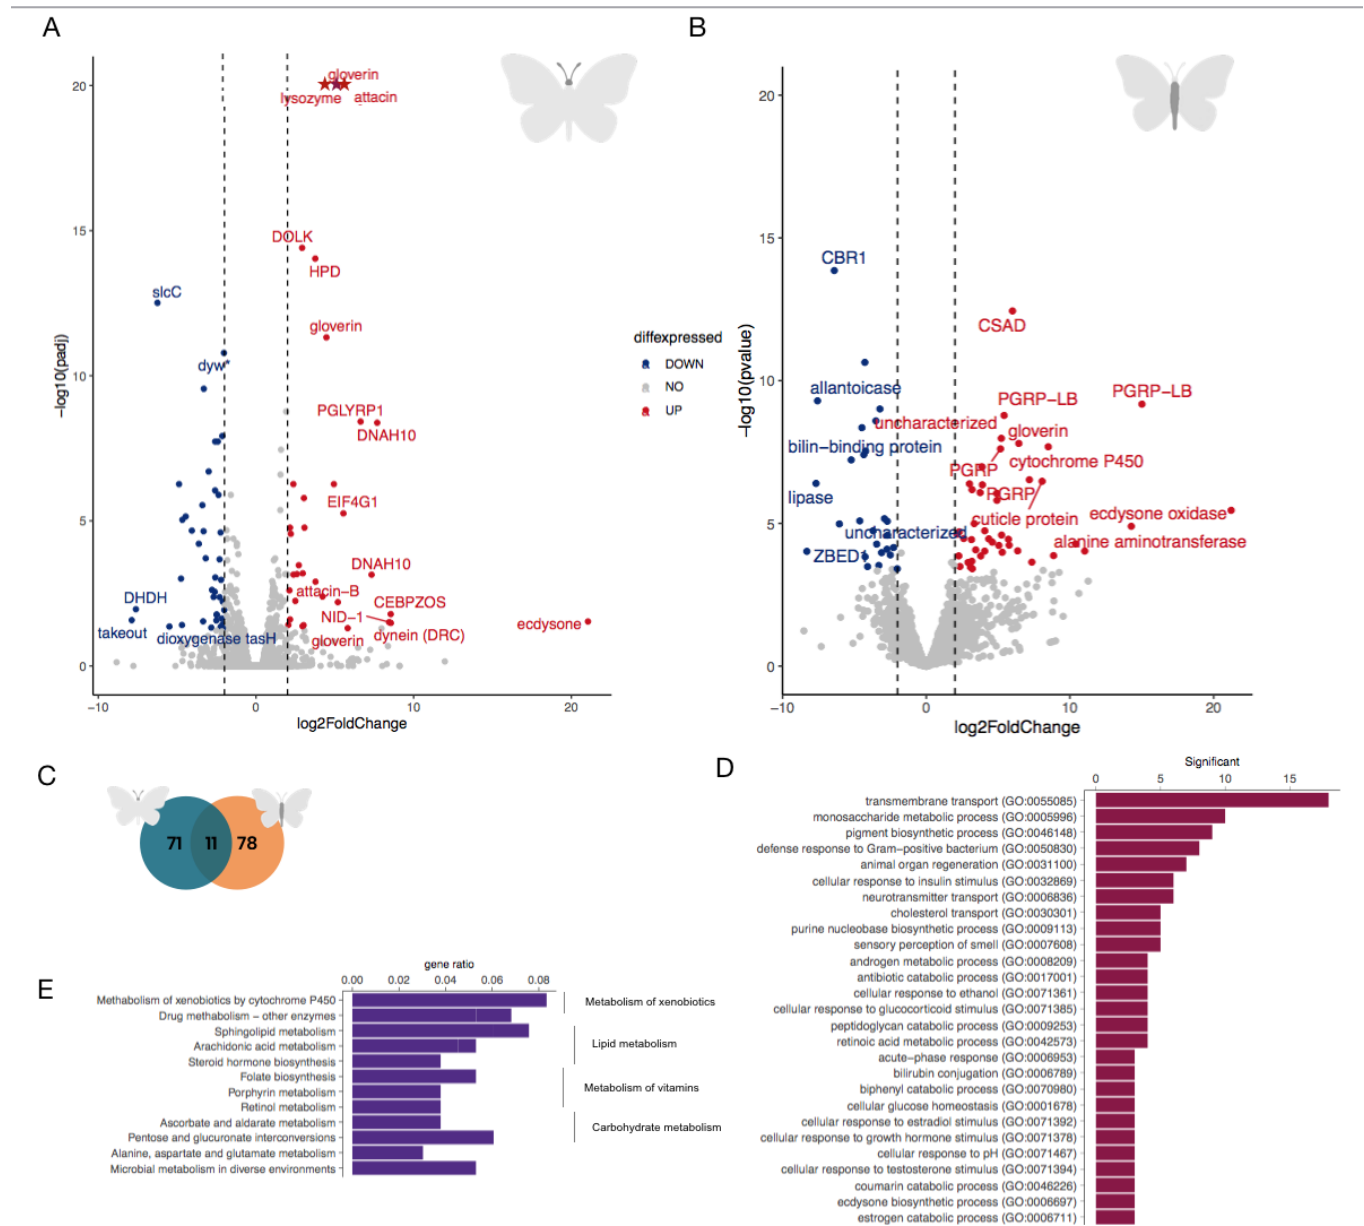 A
20
15
10
5
0
−log10(padj)
gloverin
lysozyme
attacin
DOLK
HPD
slcC
gloverin
dyw*
PGLYRP1
DNAH10
EIF4G1
DNAH10
attacin−B
CEBPZOS
DHDH
NID−1
takeout
dioxygenase tasH
gloverin
dynein (DRC)
ecdysone
−10
0
10
20
log2FoldChange
diffexpressed
DOWN
NO
UP
B
20
15
10
5
0
−log10(pvalue)
CBR1
CSAD
allantoicase
PGRP−LB
PGRP−LB
uncharacterized
gloverin
bilin−binding protein
cytochrome P450
PGRP
lipase
PGRP
cuticle protein
ecdysone oxidase
uncharacterized
alanine aminotransferase
ZBED1
−10
0
10
20
log2FoldChange
C
71
11
78
D
Significant
0
5
10
15
transmembrane transport (GO:0055085)
monosaccharide metabolic process (GO:0005996)
pigment biosynthetic process (GO:0046148)
defense response to Gram−positive bacterium (GO:0050830)
animal organ regeneration (GO:0031100)
cellular response to insulin stimulus (GO:0032869)
neurotransmitter transport (GO:0006836)
cholesterol transport (GO:0030301)
purine nucleobase biosynthetic process (GO:0009113)
sensory perception of smell (GO:0007608)
androgen metabolic process (GO:0008209)
antibiotic catabolic process (GO:0017001)
cellular response to ethanol (GO:0071361)
cellular response to glucocorticoid stimulus (GO:0071385)
peptidoglycan catabolic process (GO:0009253)
retinoic acid metabolic process (GO:0042573)
acute−phase response (GO:0006953)
bilirubin conjugation (GO:0006789)
biphenyl catabolic process (GO:0070980)
cellular glucose homeostasis (GO:0001678)
cellular response to estradiol stimulus (GO:0071392)
cellular response to growth hormone stimulus (GO:0071378)
cellular response to pH (GO:0071467)
cellular response to testosterone stimulus (GO:0071394)
coumarin catabolic process (GO:0046226)
ecdysone biosynthetic process (GO:0006697)
estrogen catabolic process (GO:0006711)
E
gene ratio
0.00
0.02
0.04
0.06
0.08
Methabolism of xenobiotics by cytochrome P450
Drug methabolism − other enzymes
Sphingolipid metabolism
Arachidonic acid metabolism
Steroid hormone biosynthesis
Folate biosynthesis
Porphyrin metabolism
Retinol metabolism
Ascorbate and aldarate metabolism
Pentose and glucuronate interconversions
Alanine, aspartate and glutamate metabolism
Microbial metabolism in diverse environments
Metabolism of xenobiotics
Lipid metabolism
Metabolism of vitamins
Carbohydrate metabolism